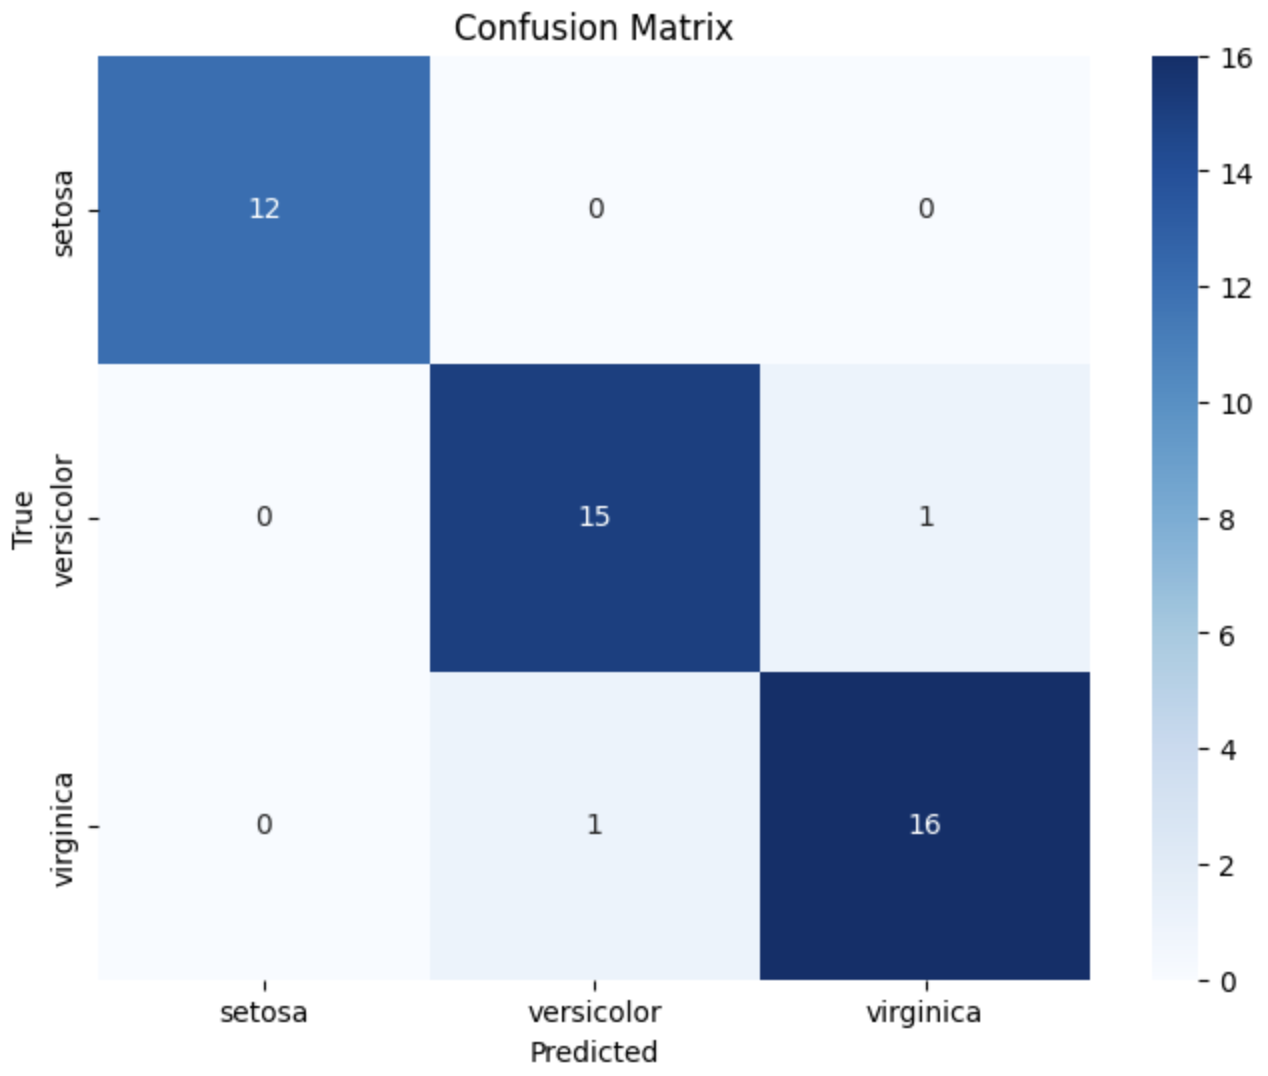 Confusion Matrix
setosa
12 0 0
True
versicolor
0 15 1
virginica
0 1 16
setosa versicolor virginica
Predicted
16
14
12
10
8
6
4
2
0